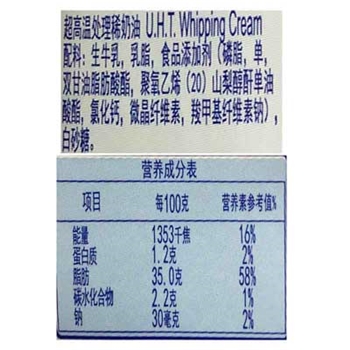 超高温处理稀奶油 U.H.T. Whipping Cream
配料：生牛乳，乳脂，食品添加剂（磷脂，单，
双甘油脂肪酸酯，聚氧乙烯（20）山梨醇酐单油
酸酯，氯化钙，微晶纤维素，羧甲基纤维素钠），
白砂糖。
营养成分表
项目 每100克 营养素参考值%
能量 1353千焦 16%
蛋白质 1.2克 2%
脂肪 35.0克 58%
碳水化合物 2.2克 1%
钠 30毫克 2%